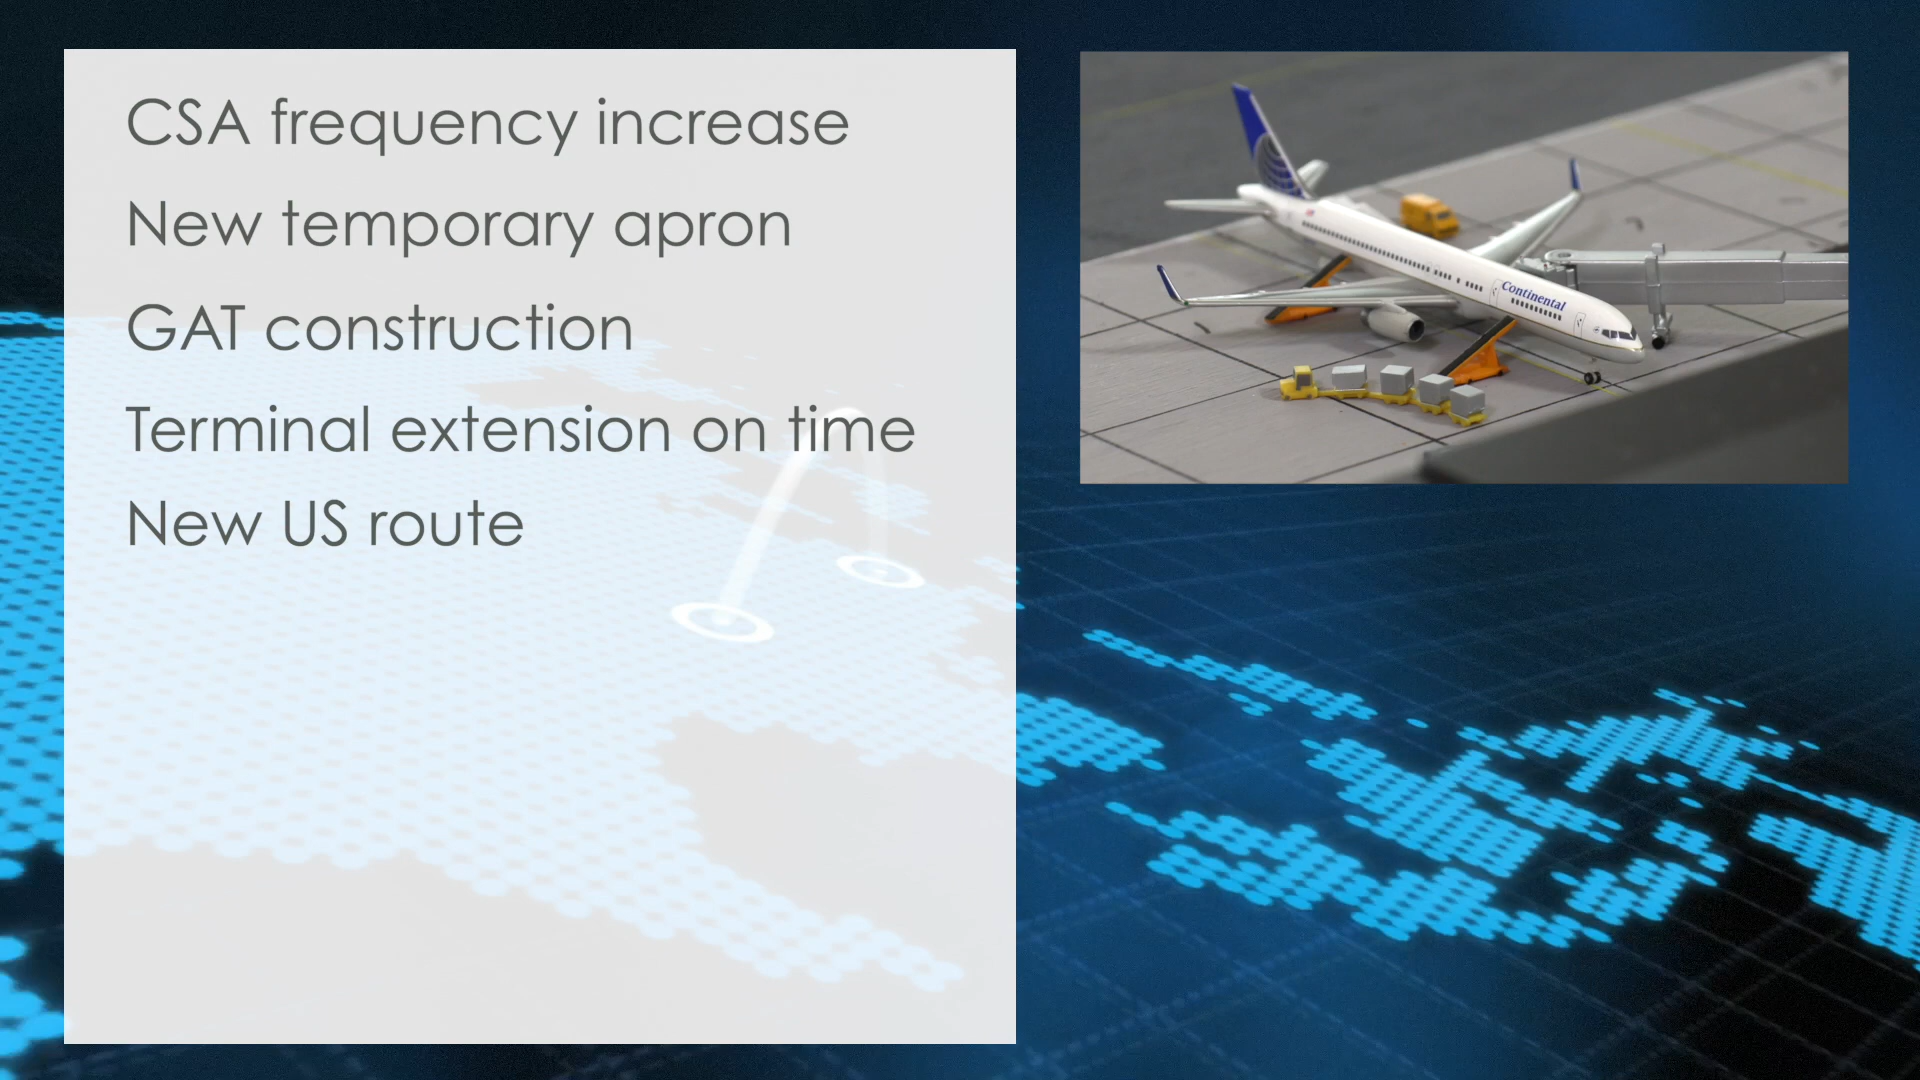 CSA frequency increase
New temporary apron
GAT construction
Terminal extension on time
New US route
Continental